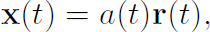 x(t) = a(t)r(t),